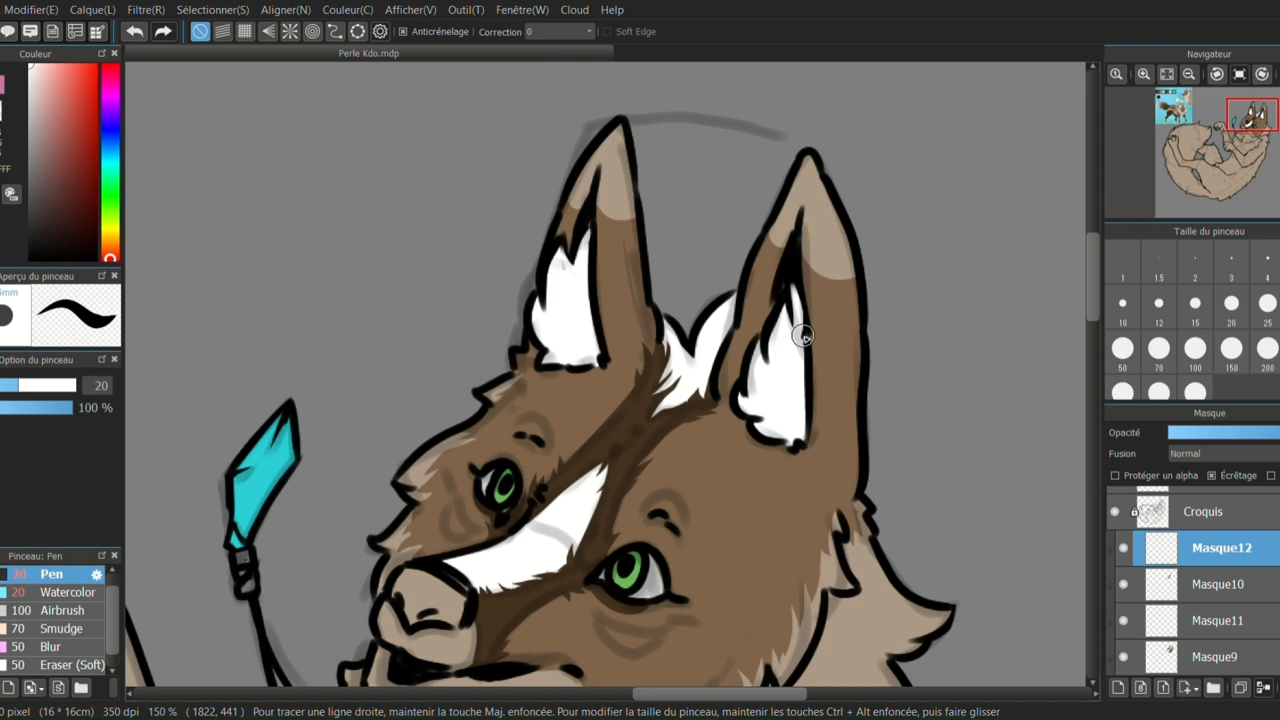 Modifier(E) Calque(L) Filtre(R) Sélectionner(S) Aligner(N) Couleur(C) Afficher(V) Outil(T) Fenêtre(W) Cloud Help
Anticrénelage Correction 0 Soft Edge
Couleur
Perle Kdo.mdp
Navigateur
Aperçu du pinceau
Option du pinceau
20
100 %
Taille du pinceau
1 1.5 2 3 4
10 12 15 20 25
50 70 100 150 200
Masque
Opacité
Fusion Normal
Protéger un alpha Écrêtage
Croquis
Masque12
Masque10
Masque11
Masque9
Pinceau: Pen
20 Pen
20 Watercolor
100 Airbrush
70 Smudge
50 Blur
50 Eraser (Soft)
0 pixel (16 * 16cm) 350 dpi 150 % ( 1822, 441 ) Pour tracer une ligne droite, maintenir la touche Maj. enfoncée. Pour modifier la taille du pinceau, maintenir les touches Ctrl + Alt enfoncée, puis faire glisser